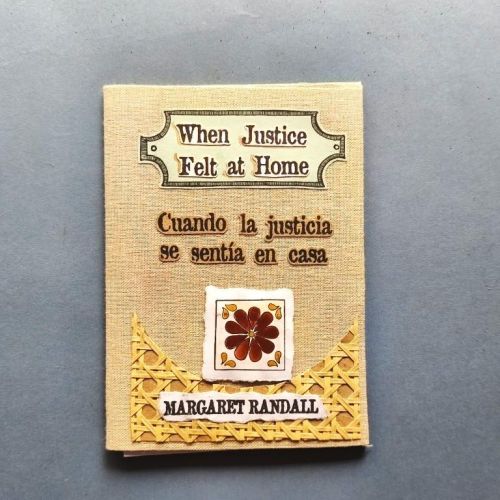 When Justice
Felt at Home
Cuando la justicia
se sentía en casa
MARGARET RANDALL